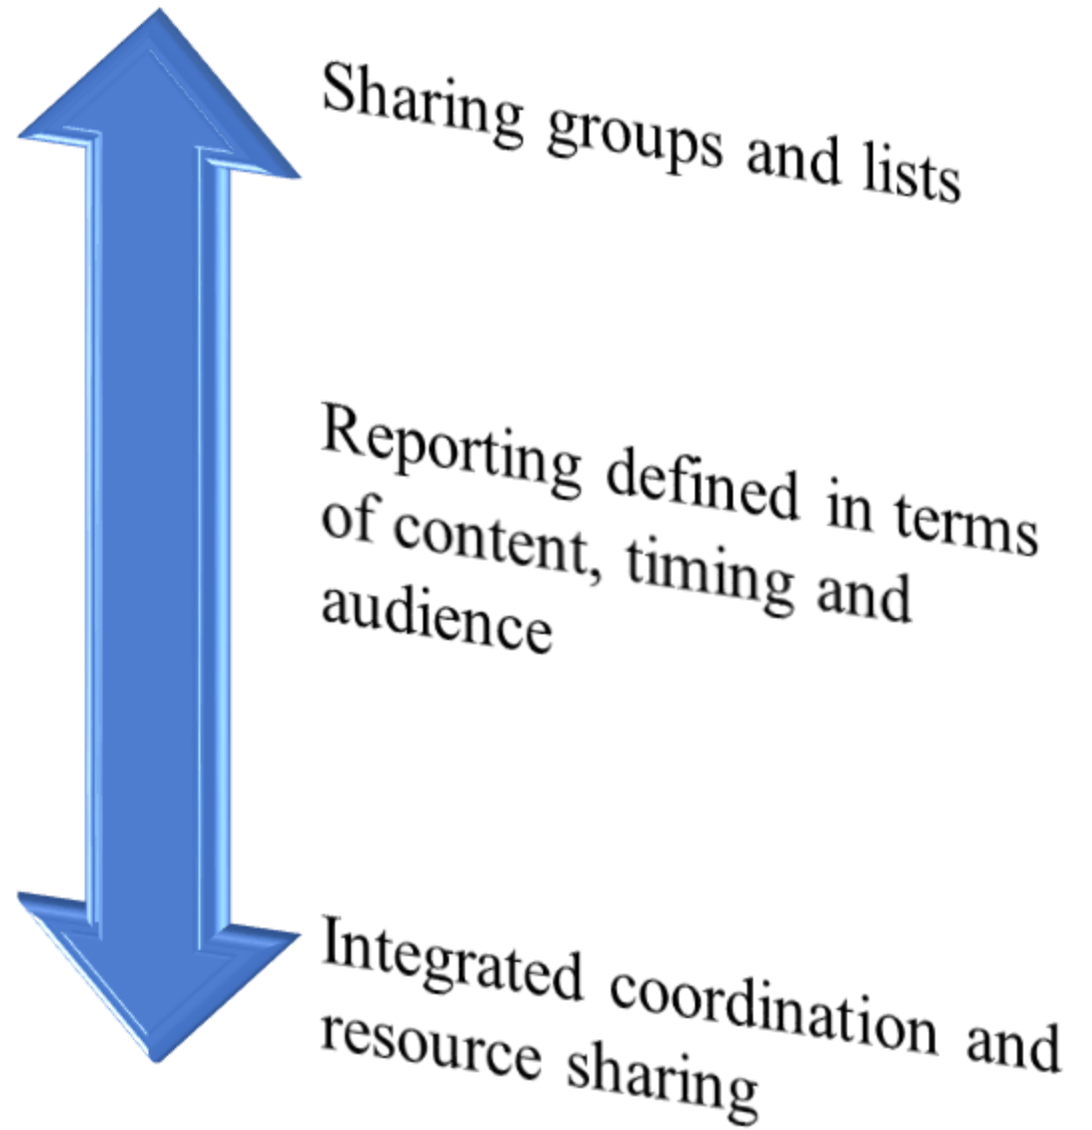 Sharing groups and lists
Reporting defined in terms
of content, timing and
audience
Integrated coordination and
resource sharing